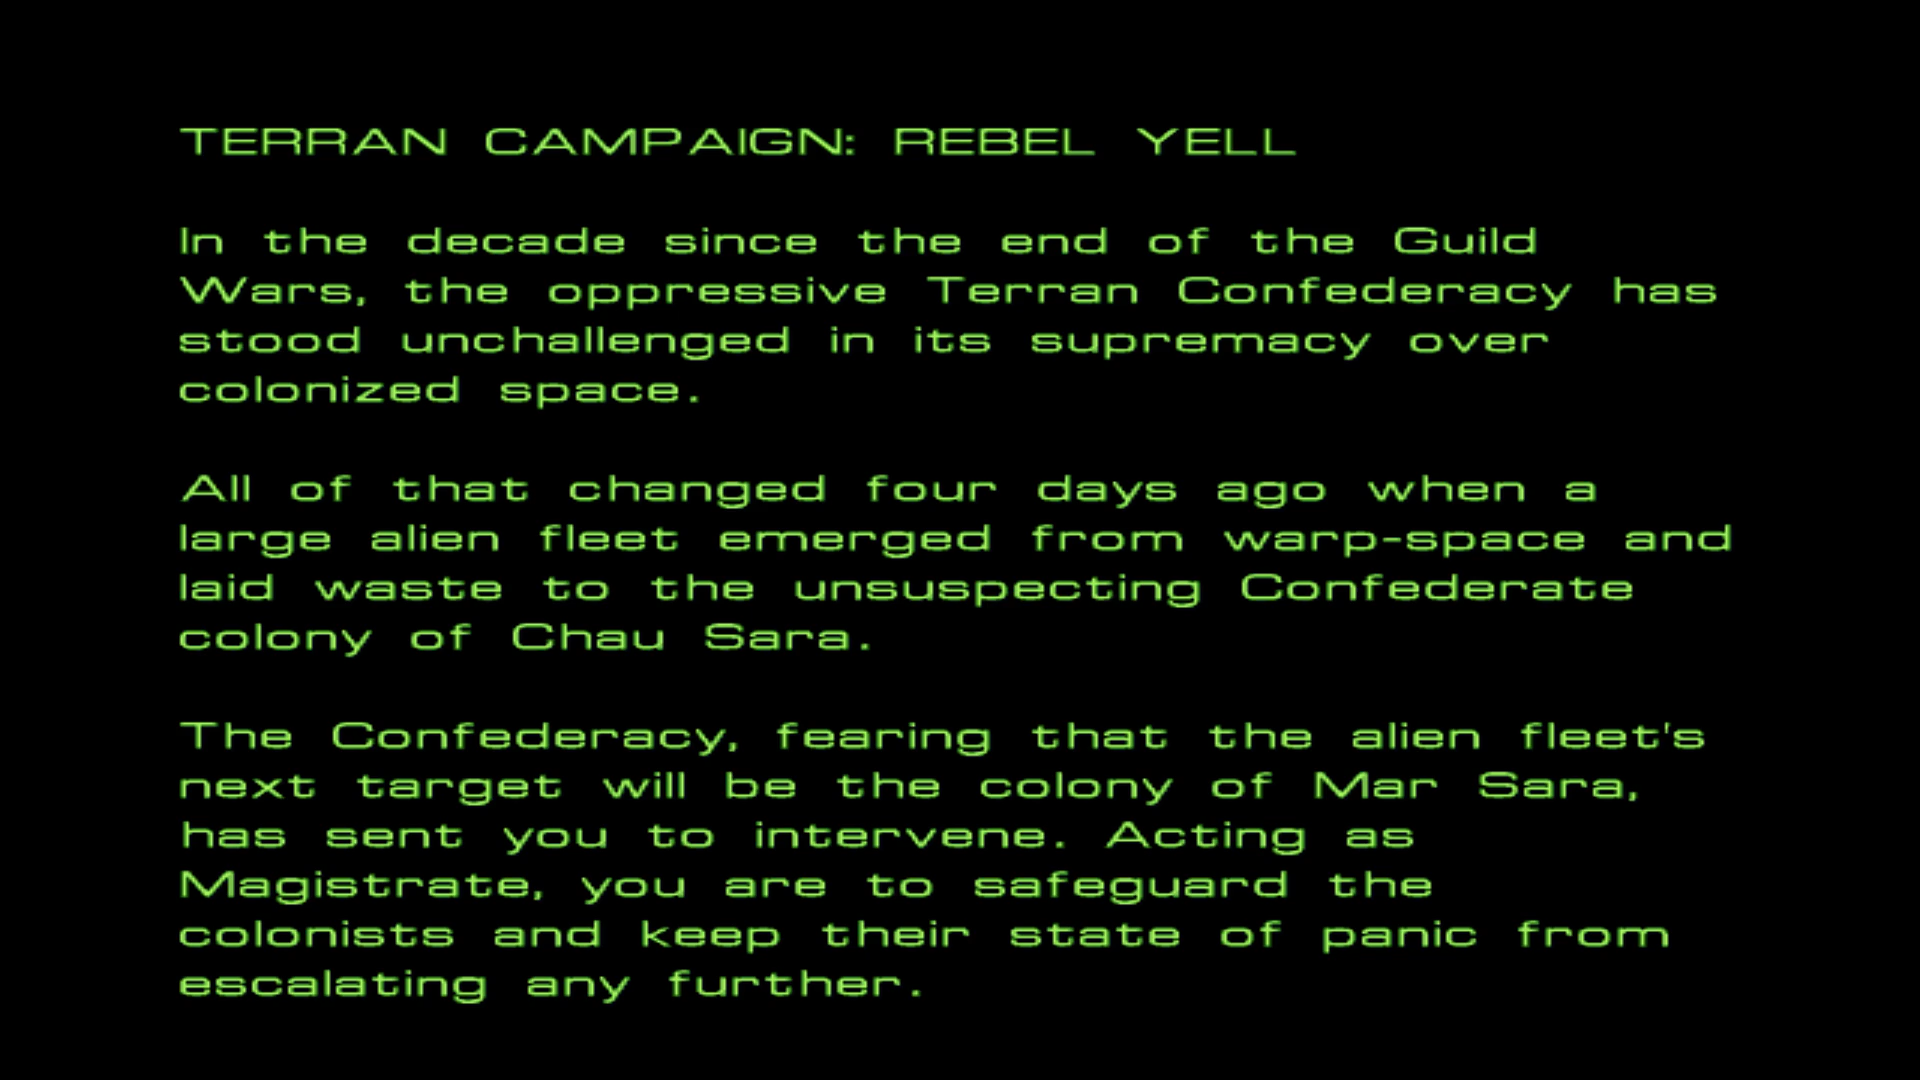 TERRAN CAMPAIGN: REBEL YELL
In the decade since the end of the Guild
Wars, the oppressive Terran Confederacy has
stood unchallenged in its supremacy over
colonized space.
All of that changed four days ago when a
large alien fleet emerged from warp-space and
laid waste to the unsuspecting Confederate
colony of Chau Sara.
The Confederacy, fearing that the alien fleet's
next target will be the colony of Mar Sara,
has sent you to intervene. Acting as
Magistrate, you are to safeguard the
colonists and keep their state of panic from
escalating any further.